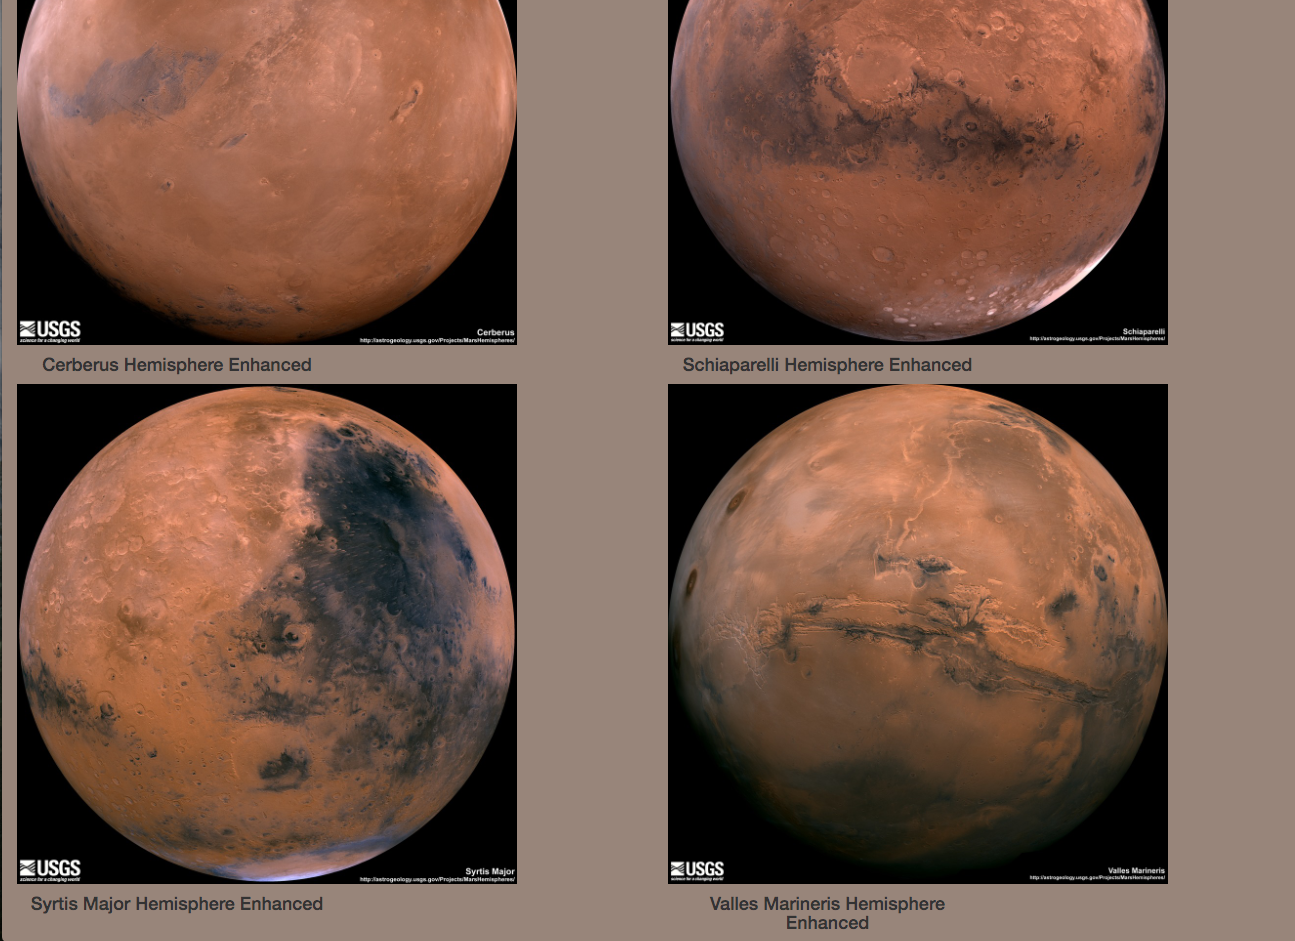 USGS
science for a changing world
Cerberus
http://astrogeology.usgs.gov/Projects/MarsHemispheres/
USGS
science for a changing world
Schiaparelli
http://astrogeology.usgs.gov/Projects/MarsHemispheres/
Cerberus Hemisphere Enhanced
Schiaparelli Hemisphere Enhanced
USGS
science for a changing world
Syrtis Major
http://astrogeology.usgs.gov/Projects/MarsHemispheres/
USGS
science for a changing world
Valles Marineris
http://astrogeology.usgs.gov/Projects/MarsHemispheres/
Syrtis Major Hemisphere Enhanced
Valles Marineris Hemisphere
Enhanced